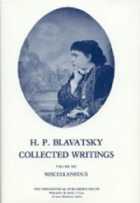 H. P. BLAVATSKY
COLLECTED WRITINGS
MISCELLANEOUS
THE THEOSOPHICAL PUBLISHING HOUSE